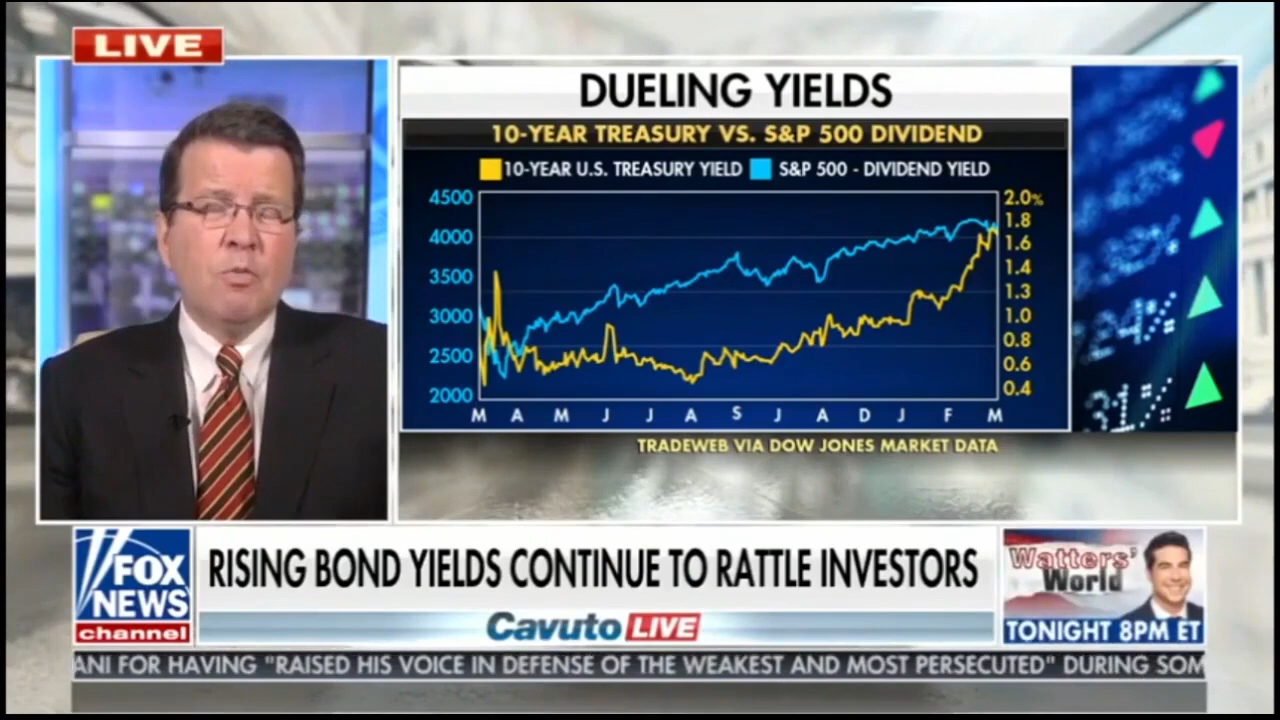 LIVE
DUELING YIELDS
10-YEAR TREASURY VS. S&P 500 DIVIDEND
10-YEAR U.S. TREASURY YIELD S&P 500 - DIVIDEND YIELD
4500
4000
3500
3000
2500
2000
2.0%
1.8
1.6
1.4
1.3
1.0
0.8
0.6
0.4
M A M J J A S J A D J F M
TRADEWEB VIA DOW JONES MARKET DATA
FOX
NEWS
channel
RISING BOND YIELDS CONTINUE TO RATTLE INVESTORS
Cavuto LIVE
Watters'
World
TONIGHT 8PM ET
ANI FOR HAVING "RAISED HIS VOICE IN DEFENSE OF THE WEAKEST AND MOST PERSECUTED" DURING SOM